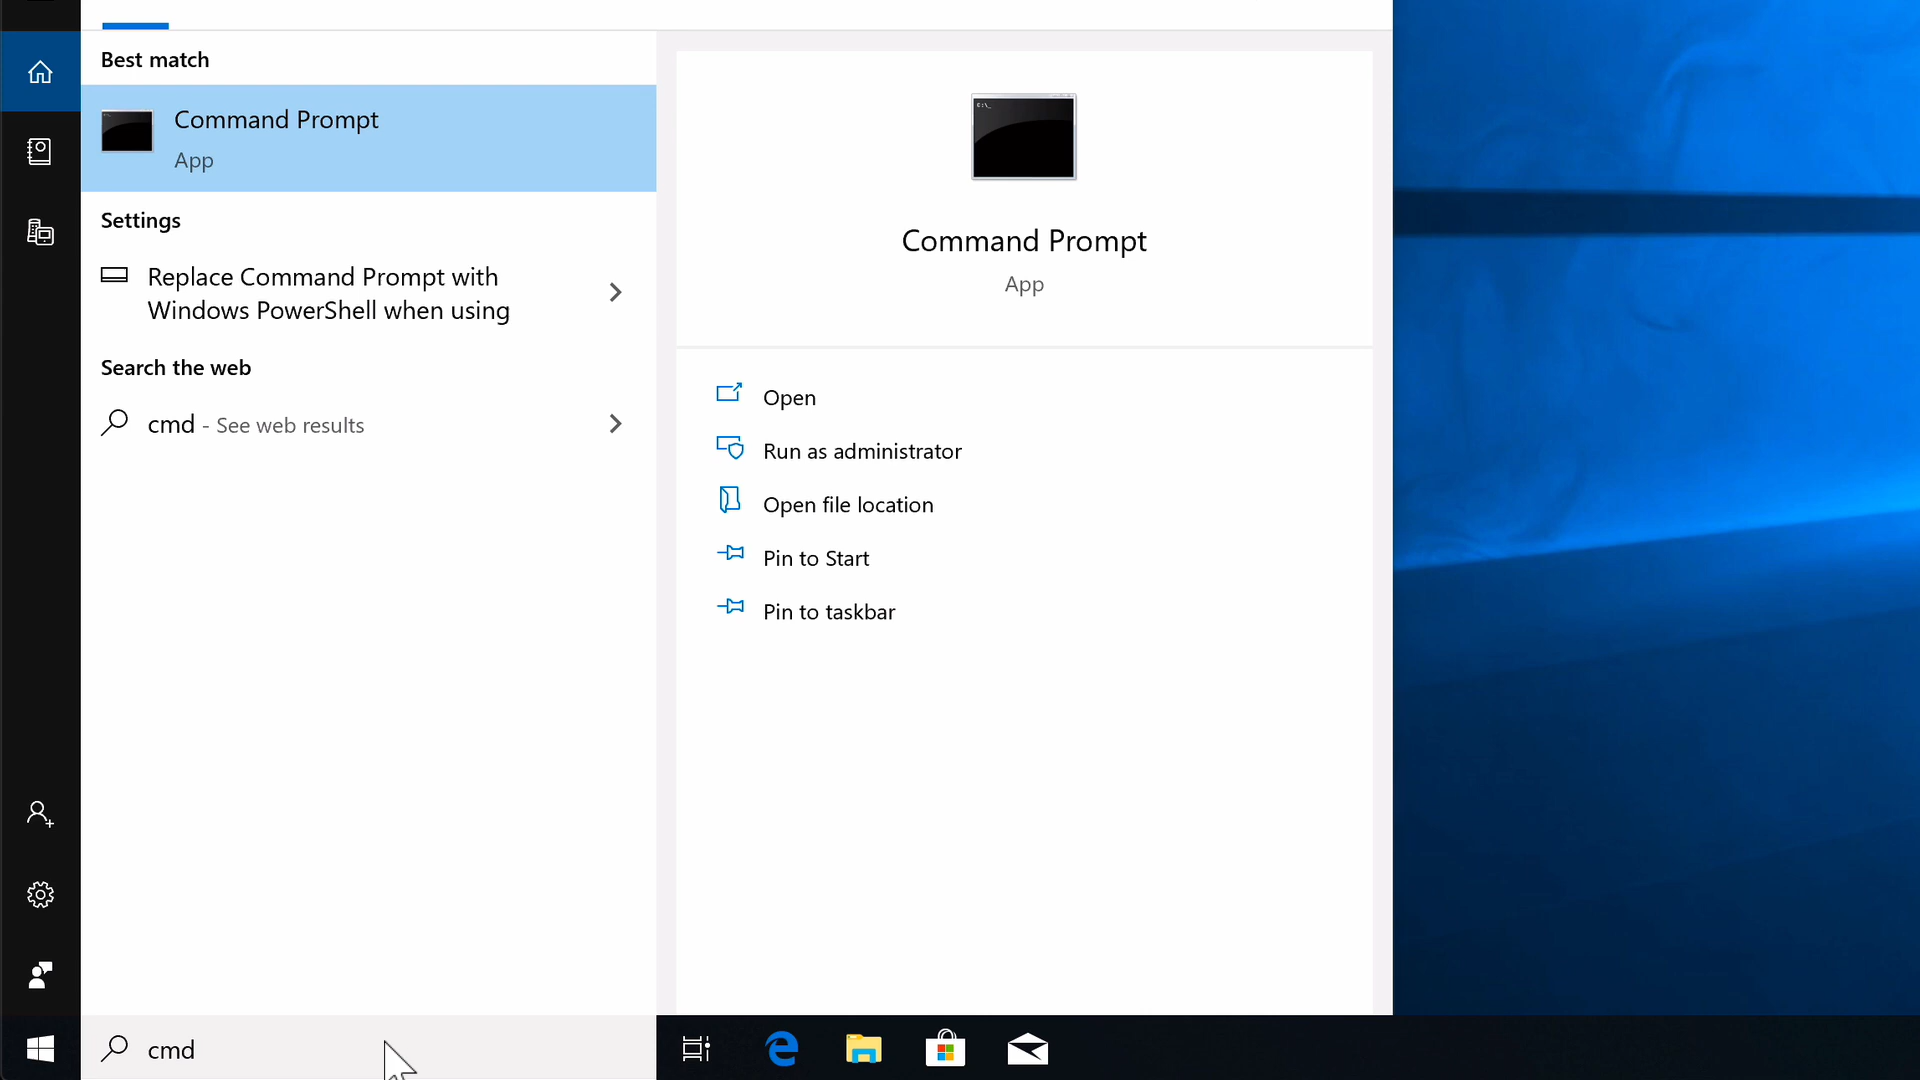 Best match
Command Prompt
App
Settings
Replace Command Prompt with
Windows PowerShell when using
Search the web
cmd - See web results
Command Prompt
App
Open
Run as administrator
Open file location
Pin to Start
Pin to taskbar
cmd